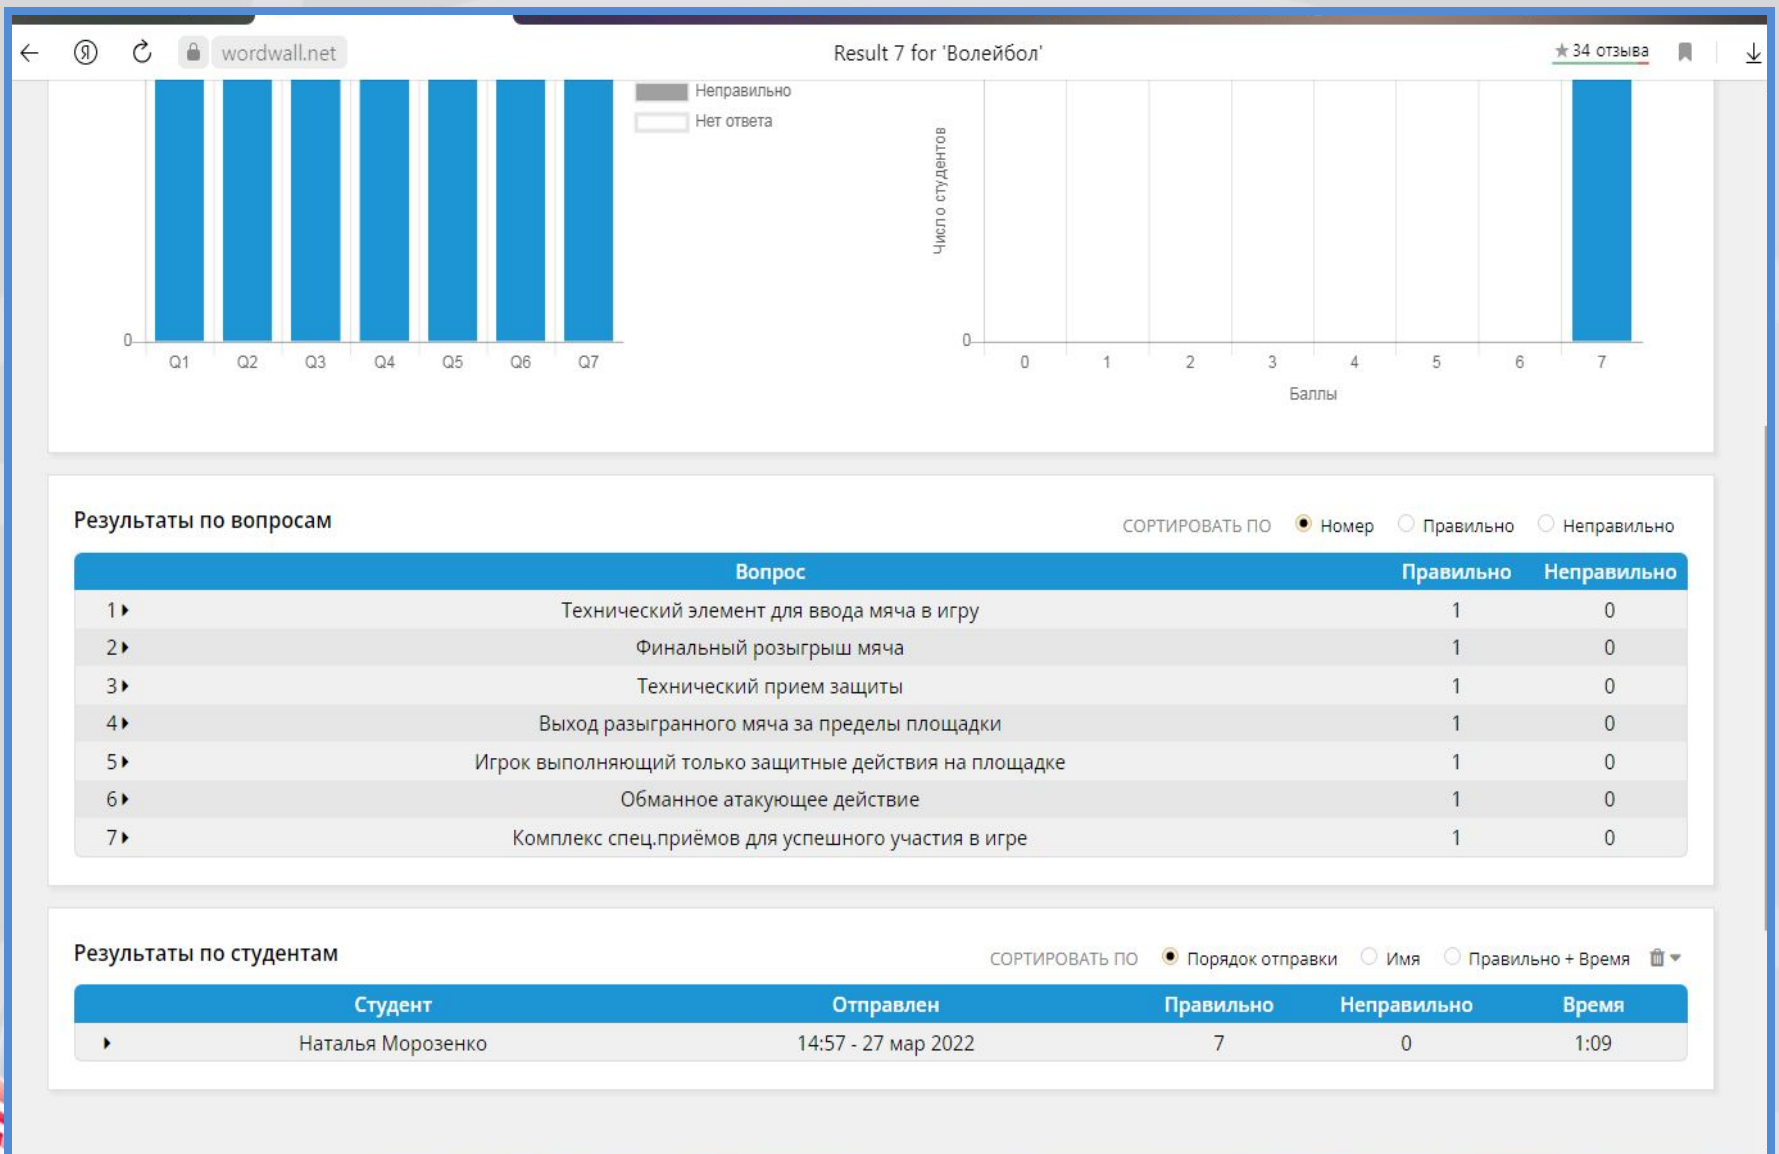 wordwall.net
Result 7 for 'Волейбол'
★ 34 отзыва
Неправильно
Нет ответа
0
Q1 Q2 Q3 Q4 Q5 Q6 Q7
Число студентов
0
0 1 2 3 4 5 6 7
Баллы
Результаты по вопросам
СОРТИРОВАТЬ ПО Номер Правильно Неправильно
Вопрос Правильно Неправильно
1 Технический элемент для ввода мяча в игру 1 0
2 Финальный розыгрыш мяча 1 0
3 Технический прием защиты 1 0
4 Выход разыгранного мяча за пределы площадки 1 0
5 Игрок выполняющий только защитные действия на площадке 1 0
6 Обманное атакующее действие 1 0
7 Комплекс спец.приёмов для успешного участия в игре 1 0
Результаты по студентам
СОРТИРОВАТЬ ПО Порядок отправки Имя Правильно + Время
Студент Отправлен Правильно Неправильно Время
Наталья Морозенко 14:57 - 27 мар 2022 7 0 1:09